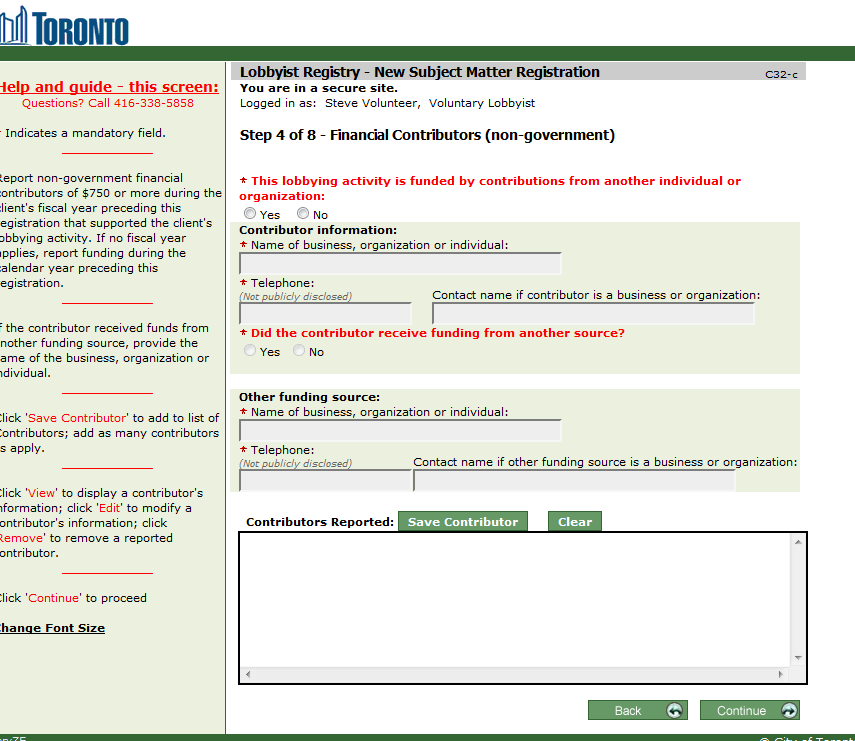 TORONTO
Help and guide - this screen:
Questions? Call 416-338-5858
* Indicates a mandatory field.
Report non-government financial
contributors of $750 or more during the
client's fiscal year preceding this
registration that supported the client's
lobbying activity. If no fiscal year
applies, report funding during the
calendar year preceding this
registration.
If the contributor received funds from
another funding source, provide the
name of the business, organization or
individual.
Click 'Save Contributor' to add to list of
Contributors; add as many contributors
as apply.
Click 'View' to display a contributor's
information; click 'Edit' to modify a
contributor's information; click
'Remove' to remove a reported
contributor.
Click 'Continue' to proceed
Change Font Size
Lobbyist Registry - New Subject Matter Registration C32-c
You are in a secure site.
Logged in as: Steve Volunteer, Voluntary Lobbyist
Step 4 of 8 - Financial Contributors (non-government)
* This lobbying activity is funded by contributions from another individual or
organization:
Yes No
Contributor information:
* Name of business, organization or individual:
* Telephone:
(Not publicly disclosed) Contact name if contributor is a business or organization:
* Did the contributor receive funding from another source?
Yes No
Other funding source:
* Name of business, organization or individual:
* Telephone:
(Not publicly disclosed) Contact name if other funding source is a business or organization:
Contributors Reported: Save Contributor Clear
Back Continue
© City of Toront